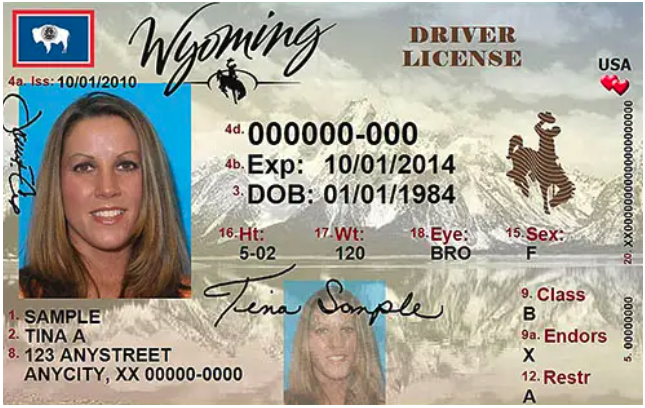 Wyoming
DRIVER
LICENSE
USA
4a. Iss: 10/01/2010
4d. 000000-000
4b. Exp: 10/01/2014
3. DOB: 01/01/1984
16. Ht: 17. Wt: 18. Eye: 15. Sex:
5-02 120 BRO F
Tina Sample
1. SAMPLE
2. TINA A
8. 123 ANYSTREET
ANYCITY, XX 00000-0000
9. Class
B
9a. Endors
X
12. Restr
A
5. 00000000